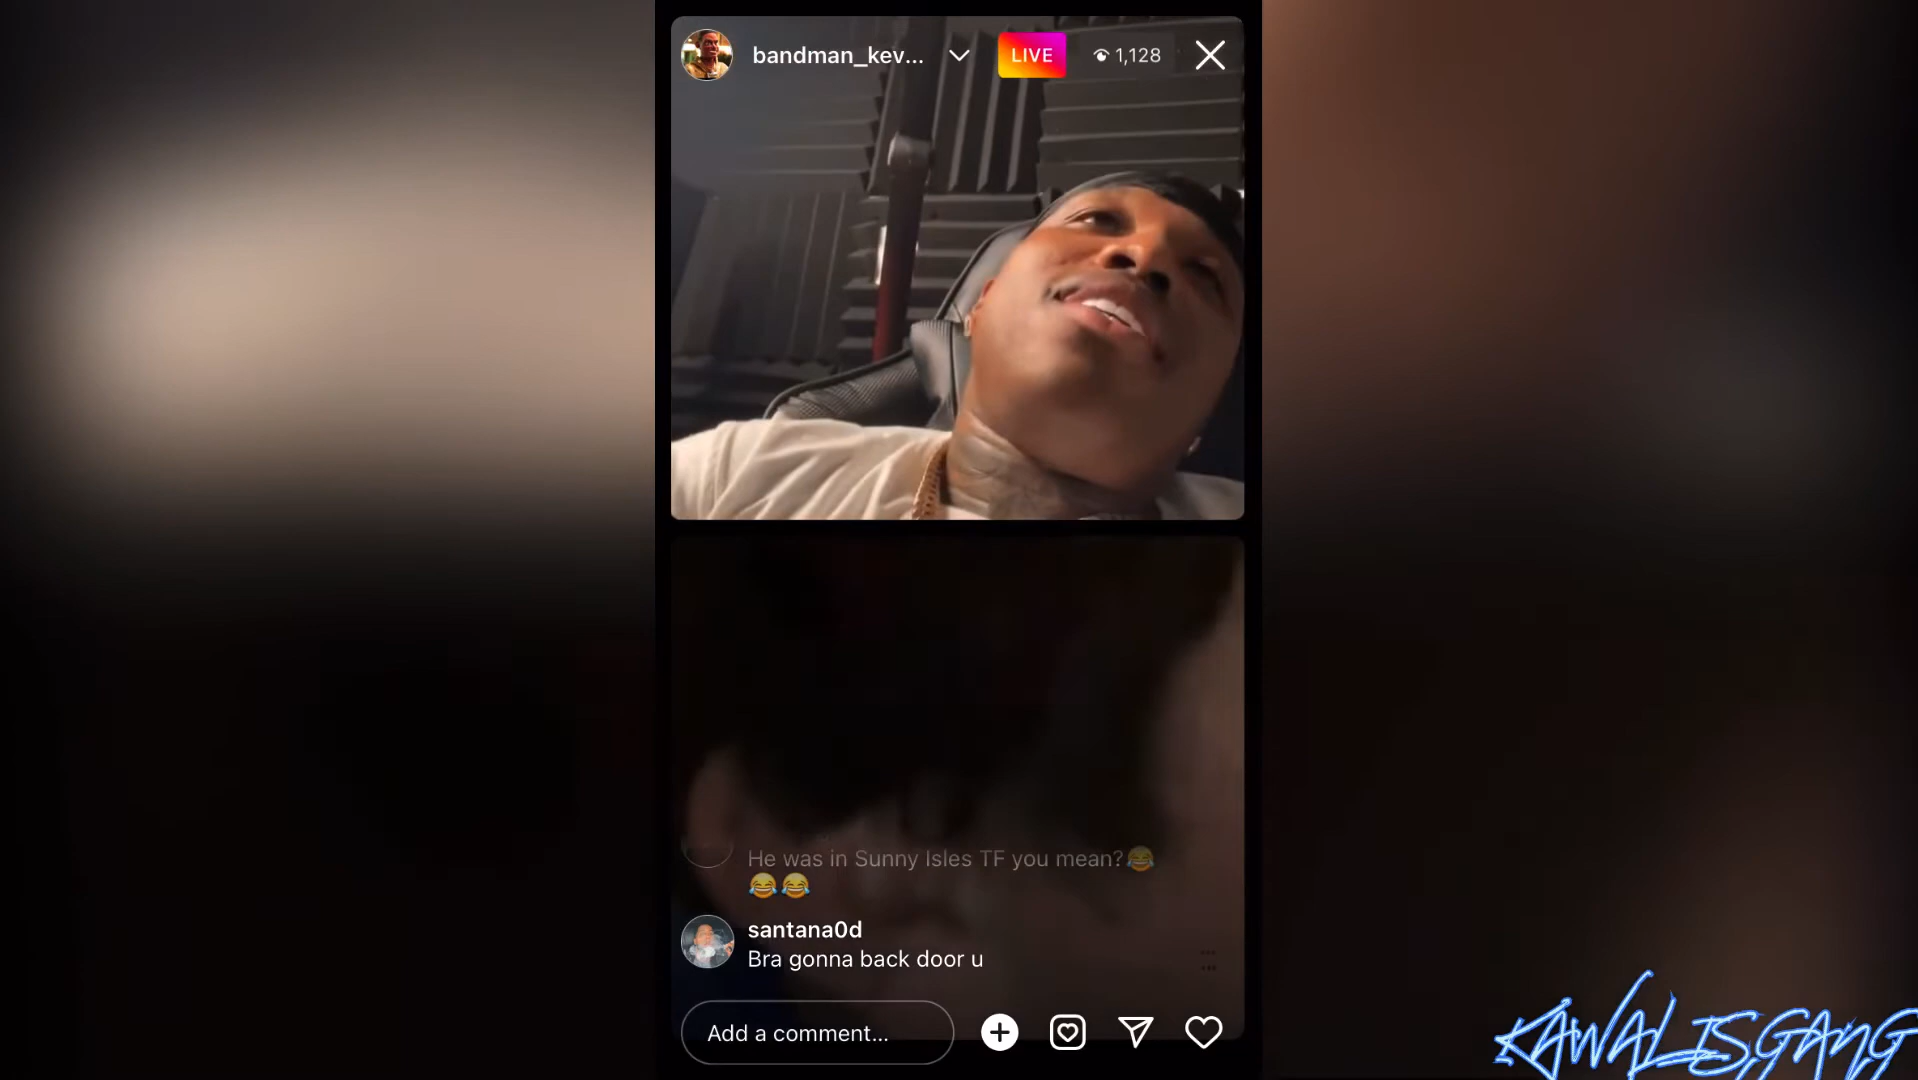 bandman_kev...
LIVE
1,128
He was in Sunny Isles TF you mean?😂
😂😂
santana0d
Bra gonna back door u
Add a comment...
KAWALISGANG